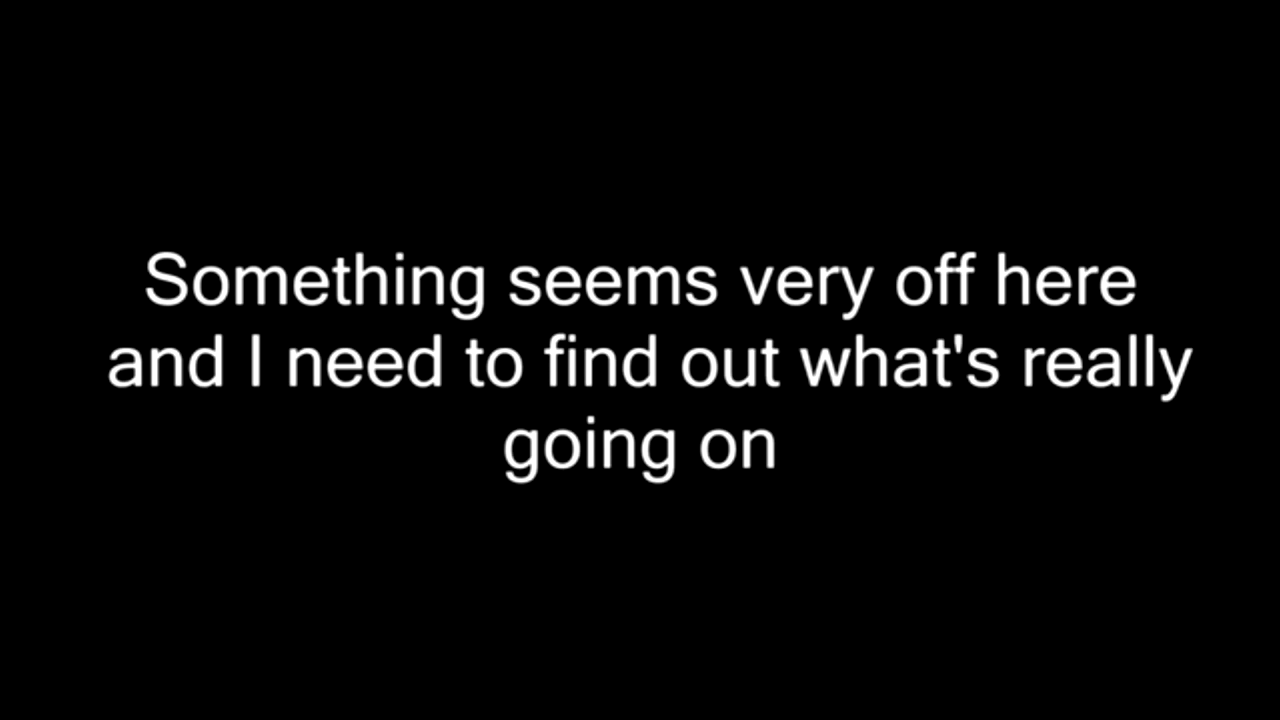 Something seems very off here
and I need to find out what's really
going on